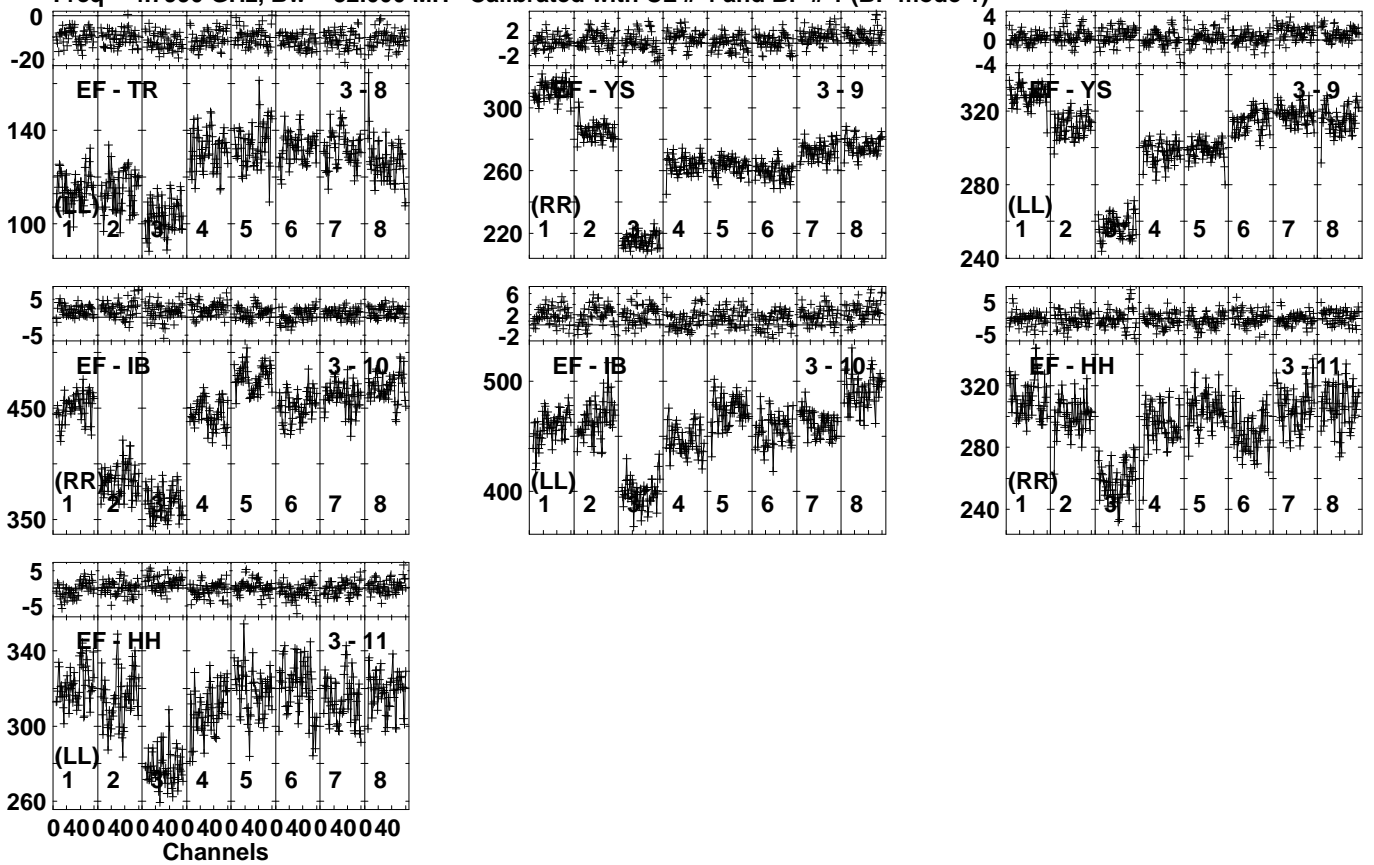 0
-20
EF - TR 3 - 8
140
100
(LL)
1 2 3 4 5 6 7 8
2
-2
EF - YS 3 - 9
300
260
220
(RR)
1 2 3 4 5 6 7 8
4
0
-4
EF - YS 3 - 9
320
280
240
(LL)
1 2 3 4 5 6 7 8
5
-5
EF - IB 3 - 10
450
350
(RR)
1 2 3 4 5 6 7 8
6
2
-2
EF - IB 3 - 10
500
400
(LL)
1 2 3 4 5 6 7 8
5
-5
EF - HH 3 - 11
320
280
240
(RR)
1 2 3 4 5 6 7 8
5
-5
EF - HH 3 - 11
340
300
260
(LL)
1 2 3 4 5 6 7 8
0 40 0 40 0 40 0 40 0 40 0 40 0 40 0 40
Channels